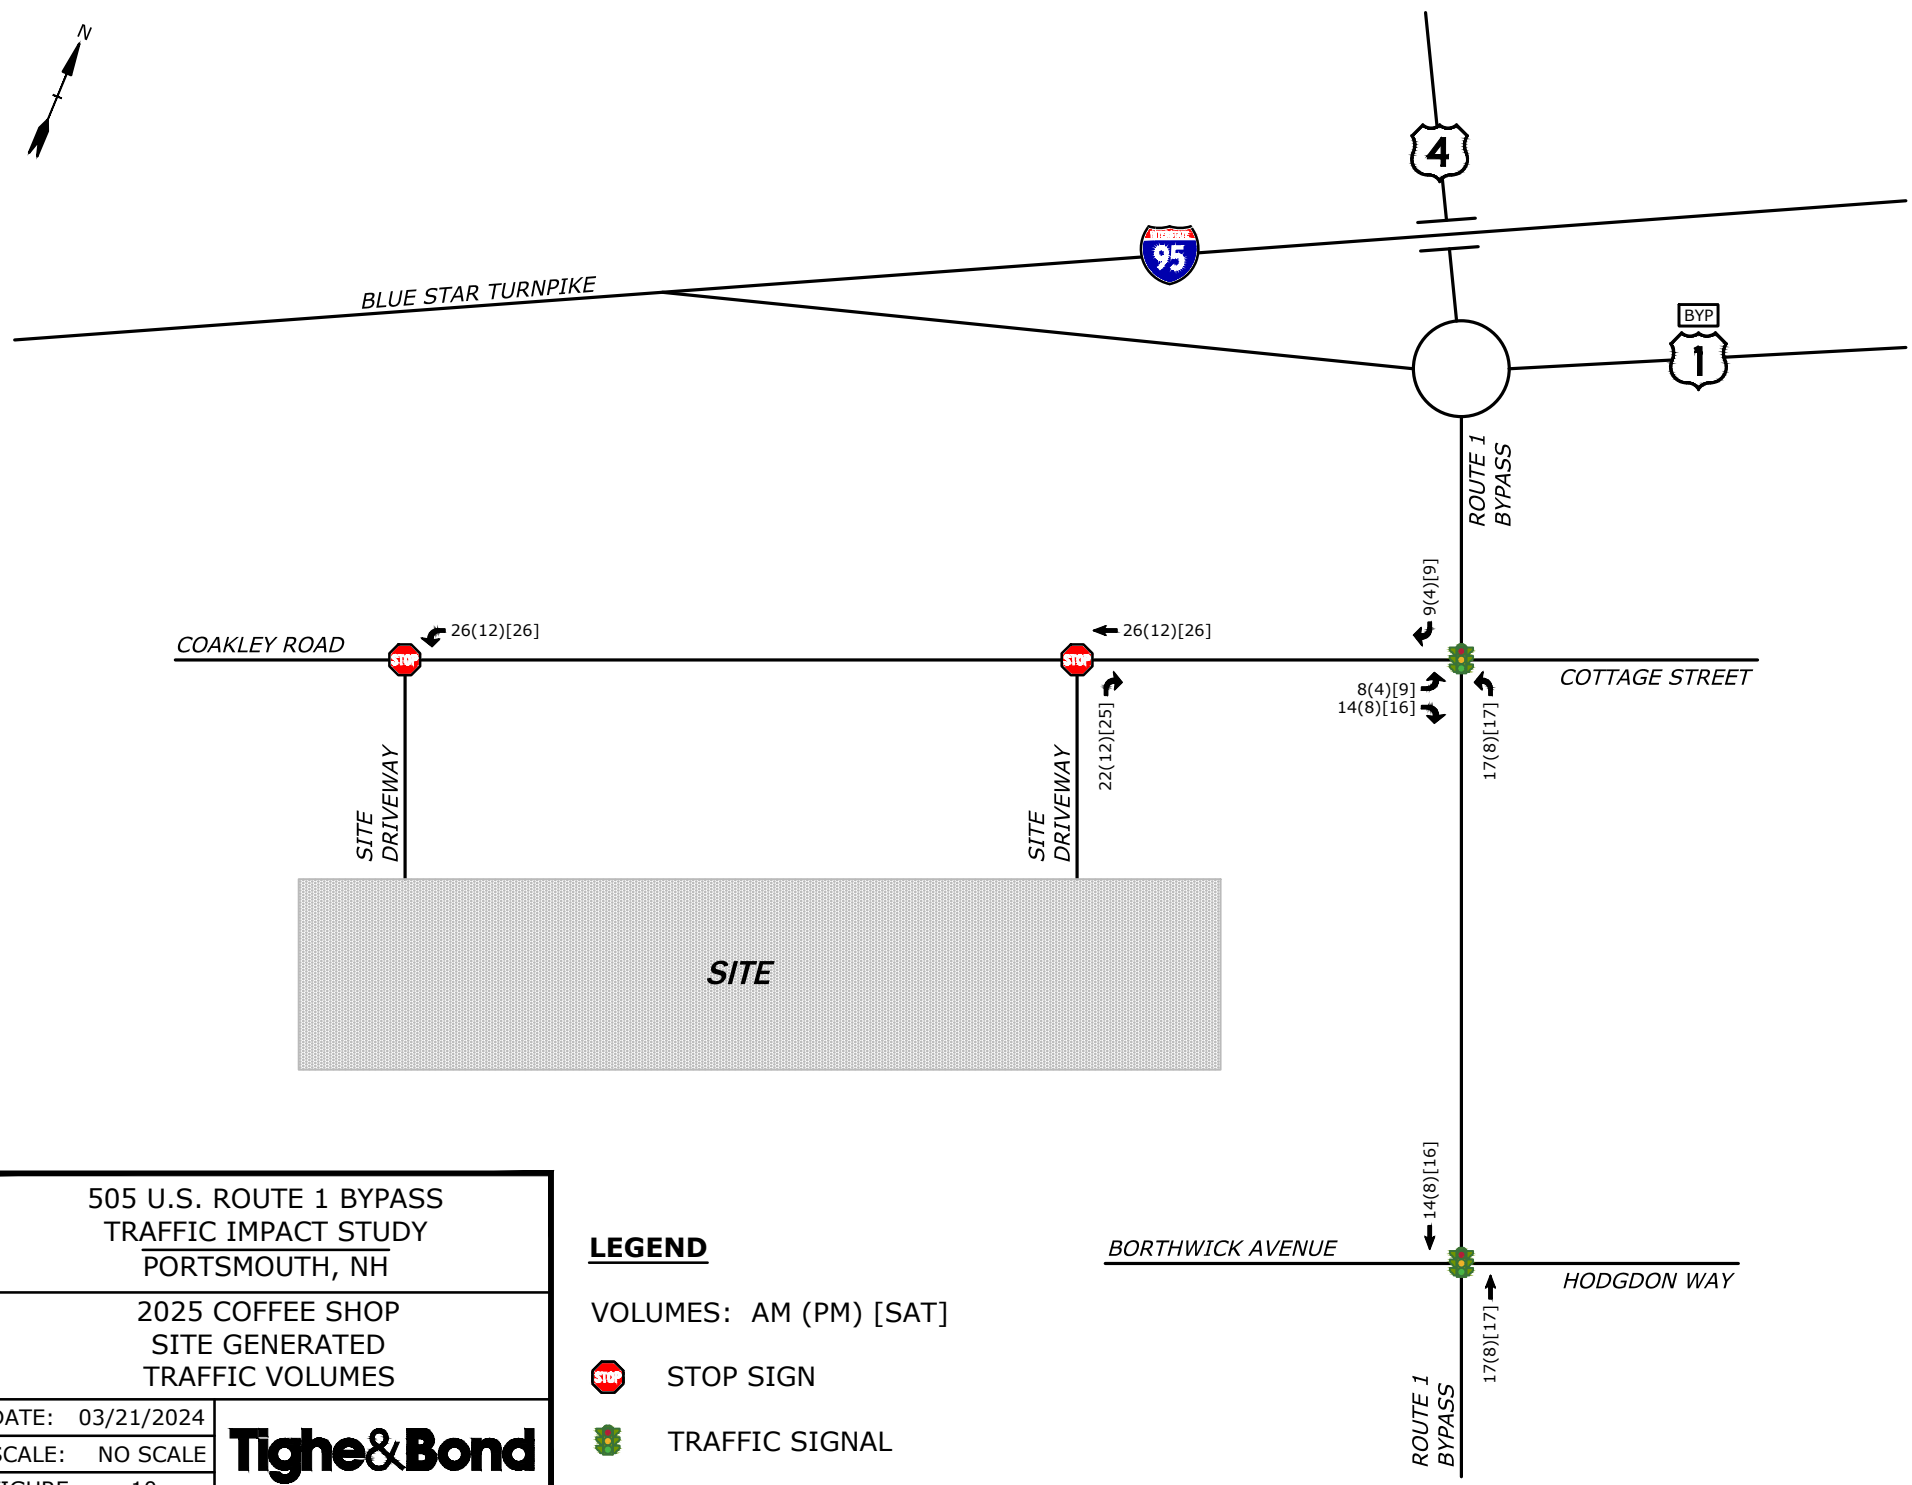 N
4
INTERSTATE
95
BLUE STAR TURNPIKE
BYP
1
ROUTE 1
BYPASS
9(4)[9]
COAKLEY ROAD
STOP
26(12)[26]
STOP
26(12)[26]
COTTAGE STREET
8(4)[9]
14(8)[16]
22(12)[25]
17(8)[17]
SITE
DRIVEWAY
SITE
DRIVEWAY
SITE
14(8)[16]
BORTHWICK AVENUE
HODGDON WAY
17(8)[17]
ROUTE 1
BYPASS
505 U.S. ROUTE 1 BYPASS
TRAFFIC IMPACT STUDY
PORTSMOUTH, NH
2025 COFFEE SHOP
SITE GENERATED
TRAFFIC VOLUMES
DATE: 03/21/2024
SCALE: NO SCALE
Tighe&Bond
LEGEND
VOLUMES: AM (PM) [SAT]
STOP
STOP SIGN
TRAFFIC SIGNAL